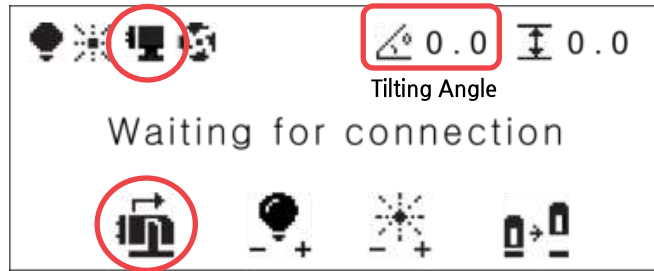 0.0 0.0
Tilting Angle
Waiting for connection
- + - +